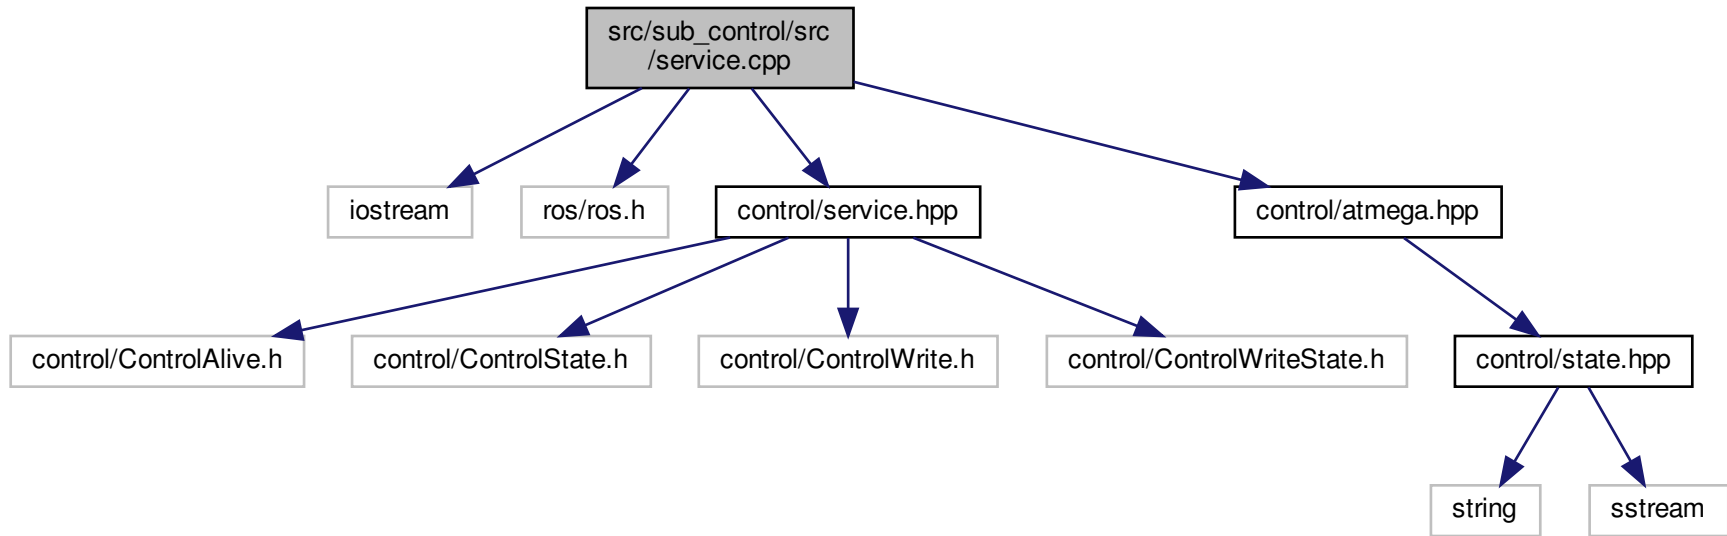 src/sub_control/src
/service.cpp
iostream
ros/ros.h
control/service.hpp
control/atmega.hpp
control/ControlAlive.h
control/ControlState.h
control/ControlWrite.h
control/ControlWriteState.h
control/state.hpp
string
sstream